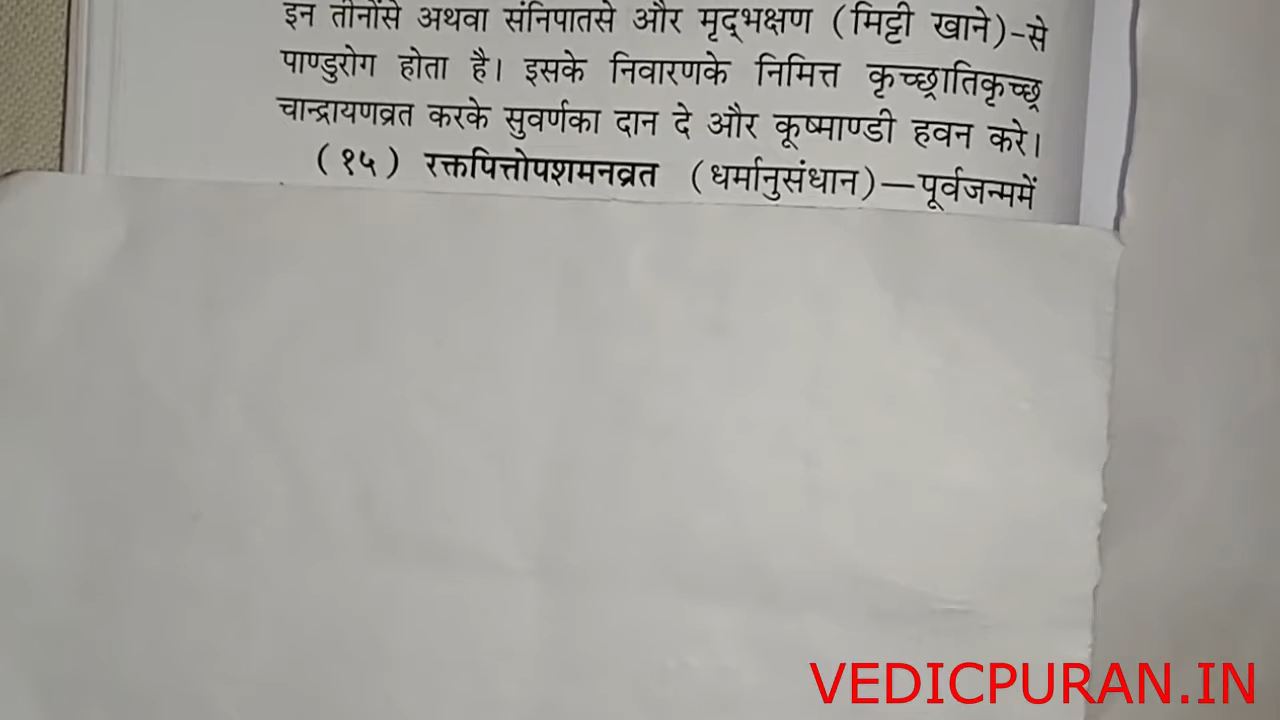 इन तीनोंसे अथवा संनिपातसे और मृद्‌भक्षण (मिट्टी खाने)-से
पाण्डुरोग होता है। इसके निवारणके निमित्त कृच्छ्रातिकृच्छ्र
चान्द्रायणव्रत करके सुवर्णका दान दे और कूष्माण्डी हवन करे।
(१५) रक्तपित्तोपशमनव्रत (धर्मानुसंधान)—पूर्वजन्ममें
VEDICPURAN.IN